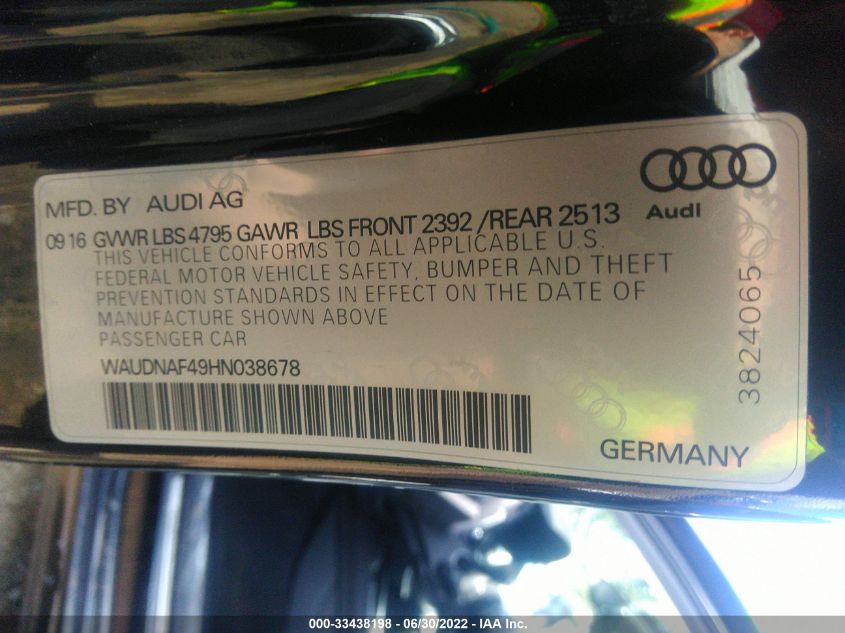 MFD. BY AUDI AG
Audi
09 16 GVWR LBS 4795 GAWR LBS FRONT 2392 /REAR 2513
THIS VEHICLE CONFORMS TO ALL APPLICABLE U.S.
FEDERAL MOTOR VEHICLE SAFETY, BUMPER AND THEFT
PREVENTION STANDARDS IN EFFECT ON THE DATE OF
MANUFACTURE SHOWN ABOVE
PASSENGER CAR
WAUDNAF49HN038678
3824065
GERMANY
000-33438198 - 06/30/2022 - IAA Inc.